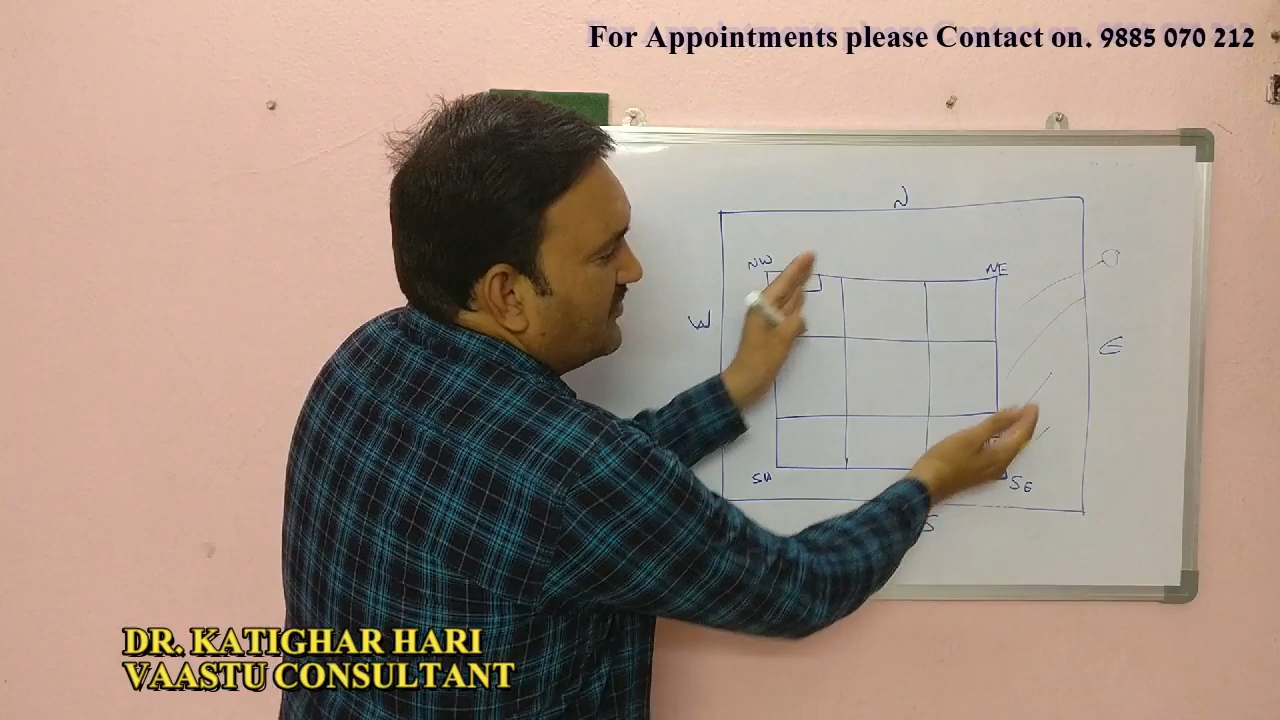 For Appointments please Contact on. 9885 070 212
N
NW
NE
W
E
SW
SE
S
DR. KATIGHAR HARI
VAASTU CONSULTANT